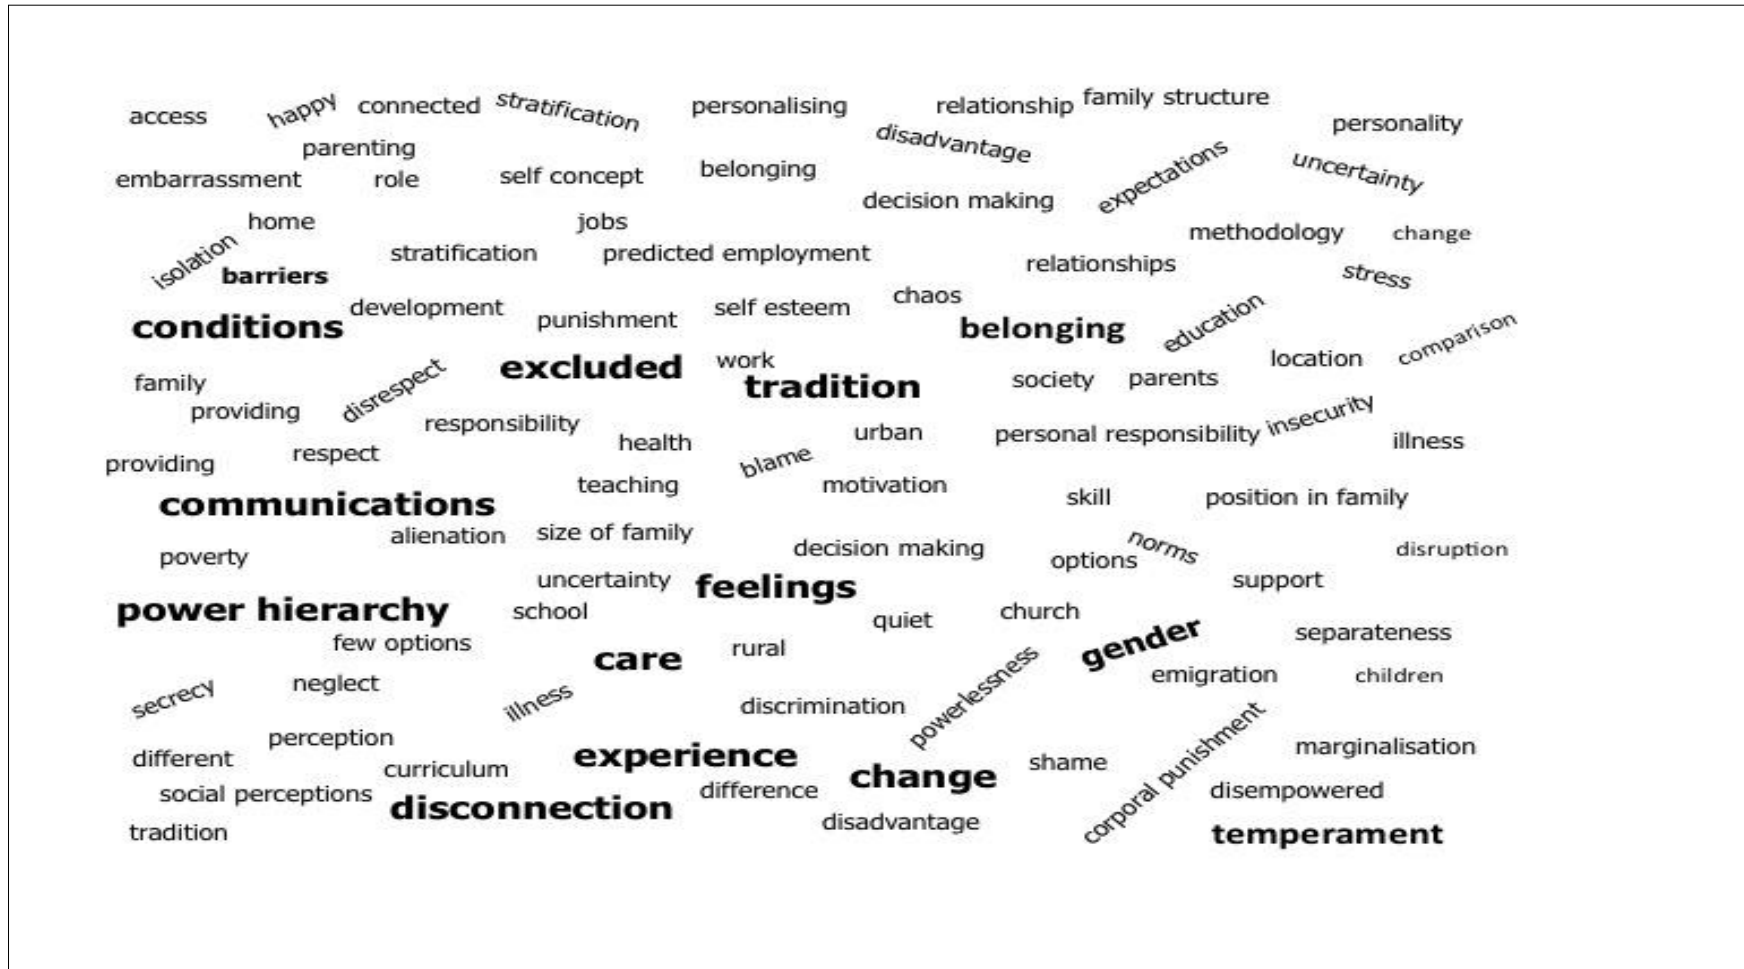 access happy connected stratification personalising relationship family structure
personality
parenting disadvantage
embarrassment role self concept belonging expectations uncertainty
decision making
home jobs
methodology change
isolation stratification predicted employment relationships
barriers stress
development punishment self esteem chaos
conditions belonging education comparison
excluded work location
family disrespect tradition society parents
providing responsibility insecurity
health urban personal responsibility illness
providing respect blame
teaching motivation
communications skill position in family
alienation size of family
poverty decision making options norms disruption
uncertainty feelings support
power hierarchy school quiet church
few options care rural gender separateness
secrecy neglect illness powerlessness emigration children
discrimination
different perception experience corporal punishment marginalisation
curriculum change shame
social perceptions disconnection difference disempowered
tradition disadvantage temperament